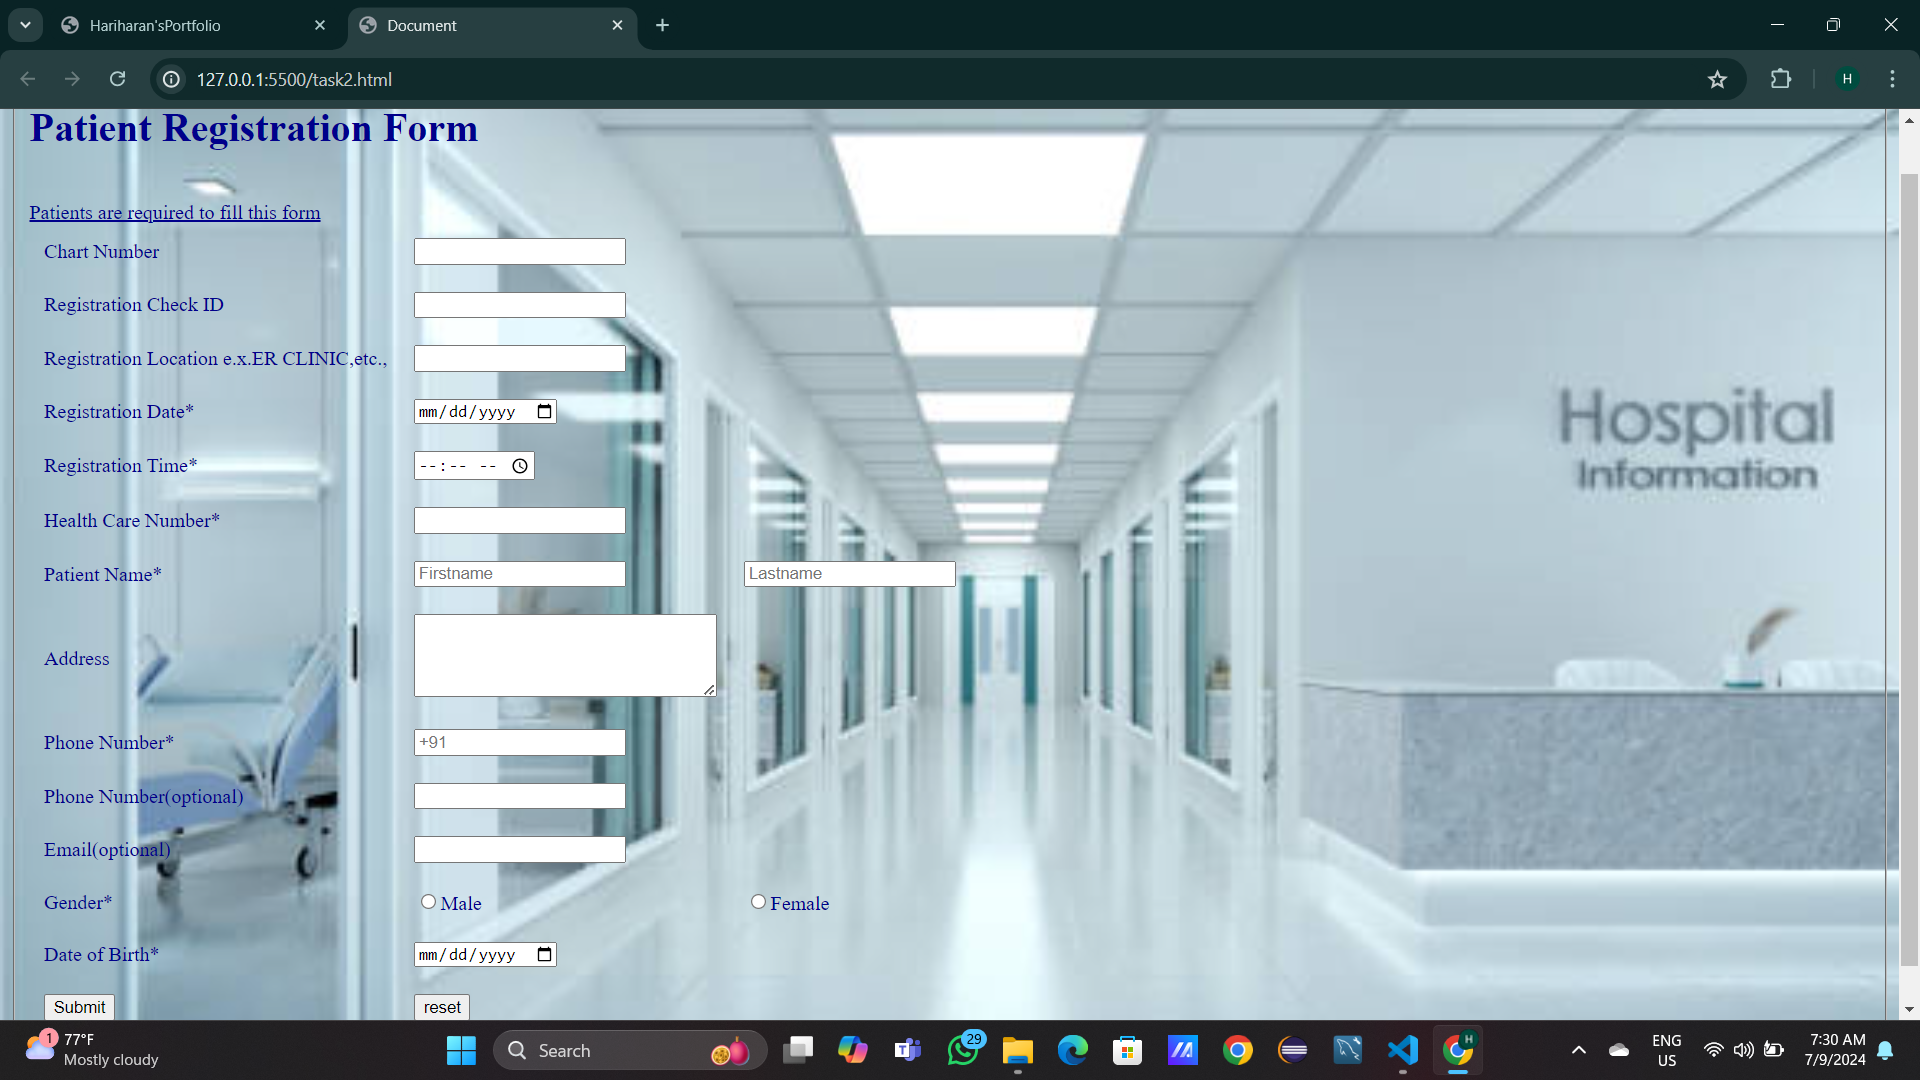 Hariharan'sPortfolio
Document
127.0.0.1:5500/task2.html
H
Patient Registration Form
Patients are required to fill this form
Chart Number
Registration Check ID
Registration Location e.x.ER CLINIC,etc.,
Registration Date*
mm/dd/yyyy
Registration Time*
--:-- --
Health Care Number*
Patient Name*
Firstname
Lastname
Address
Phone Number*
+91
Phone Number(optional)
Email(optional)
Gender*
Male
Female
Date of Birth*
mm/dd/yyyy
Submit
reset
Hospital
Information
1
77°F
Mostly cloudy
Search
29
H
ENG
US
7:30 AM
7/9/2024